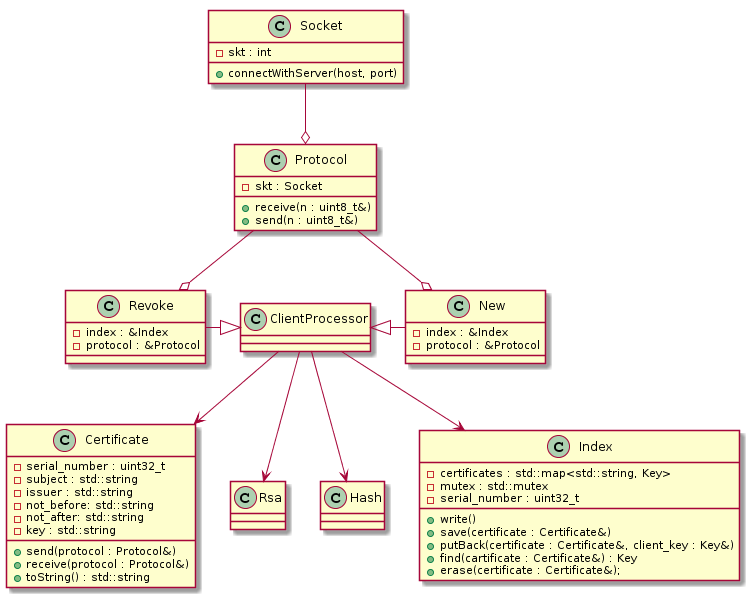 C Socket
skt : int
connectWithServer(host, port)
C Protocol
skt : Socket
receive(n : uint8_t&)
send(n : uint8_t&)
C Revoke
index : &Index
protocol : &Protocol
C ClientProcessor
C New
index : &Index
protocol : &Protocol
C Certificate
serial_number : uint32_t
subject : std::string
issuer : std::string
not_before: std::string
not_after: std::string
key : std::string
send(protocol : Protocol&)
receive(protocol : Protocol&)
toString() : std::string
C Rsa
C Hash
C Index
certificates : std::map<std::string, Key>
mutex : std::mutex
serial_number : uint32_t
write()
save(certificate : Certificate&)
putBack(certificate : Certificate&, client_key : Key&)
find(cartificate : Certificate&) : Key
erase(certificate : Certificate&);